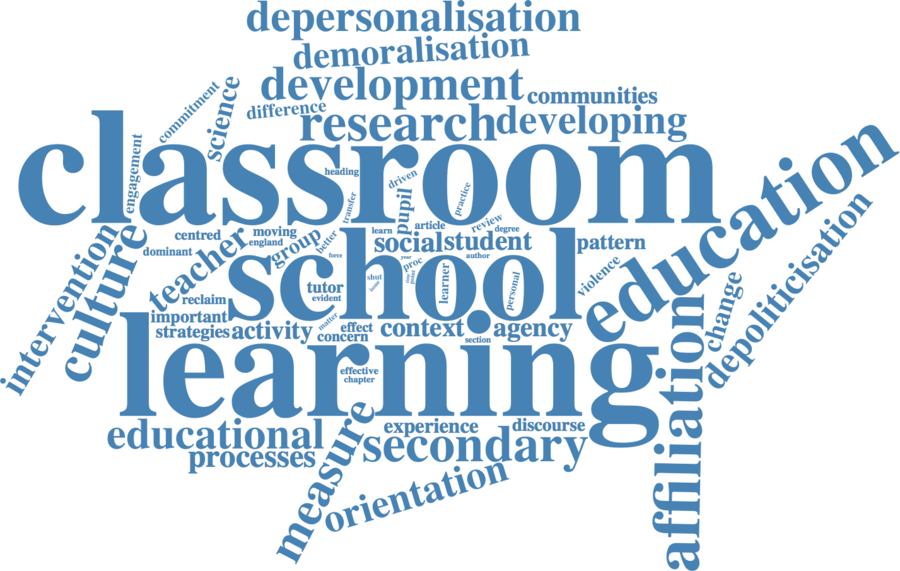 depersonalisation
demoralisation
development
communities
commitment
science
difference
research
developing
classroom
education
engagement
heading
driven
transfer
pupil
practice
review
learn
article
degree
centred
moving
england
dominant
teacher
group
better
force
social
student
author
pattern
intervention
culture
school
year
proc
shut
learner
personal
violence
depoliticisation
change
reclaim
tutor
evident
important
strategies
activity
matter
effect
concern
context
agency
section
affiliation
learning
effective
chapter
educational
processes
measure
experience
secondary
discourse
orientation